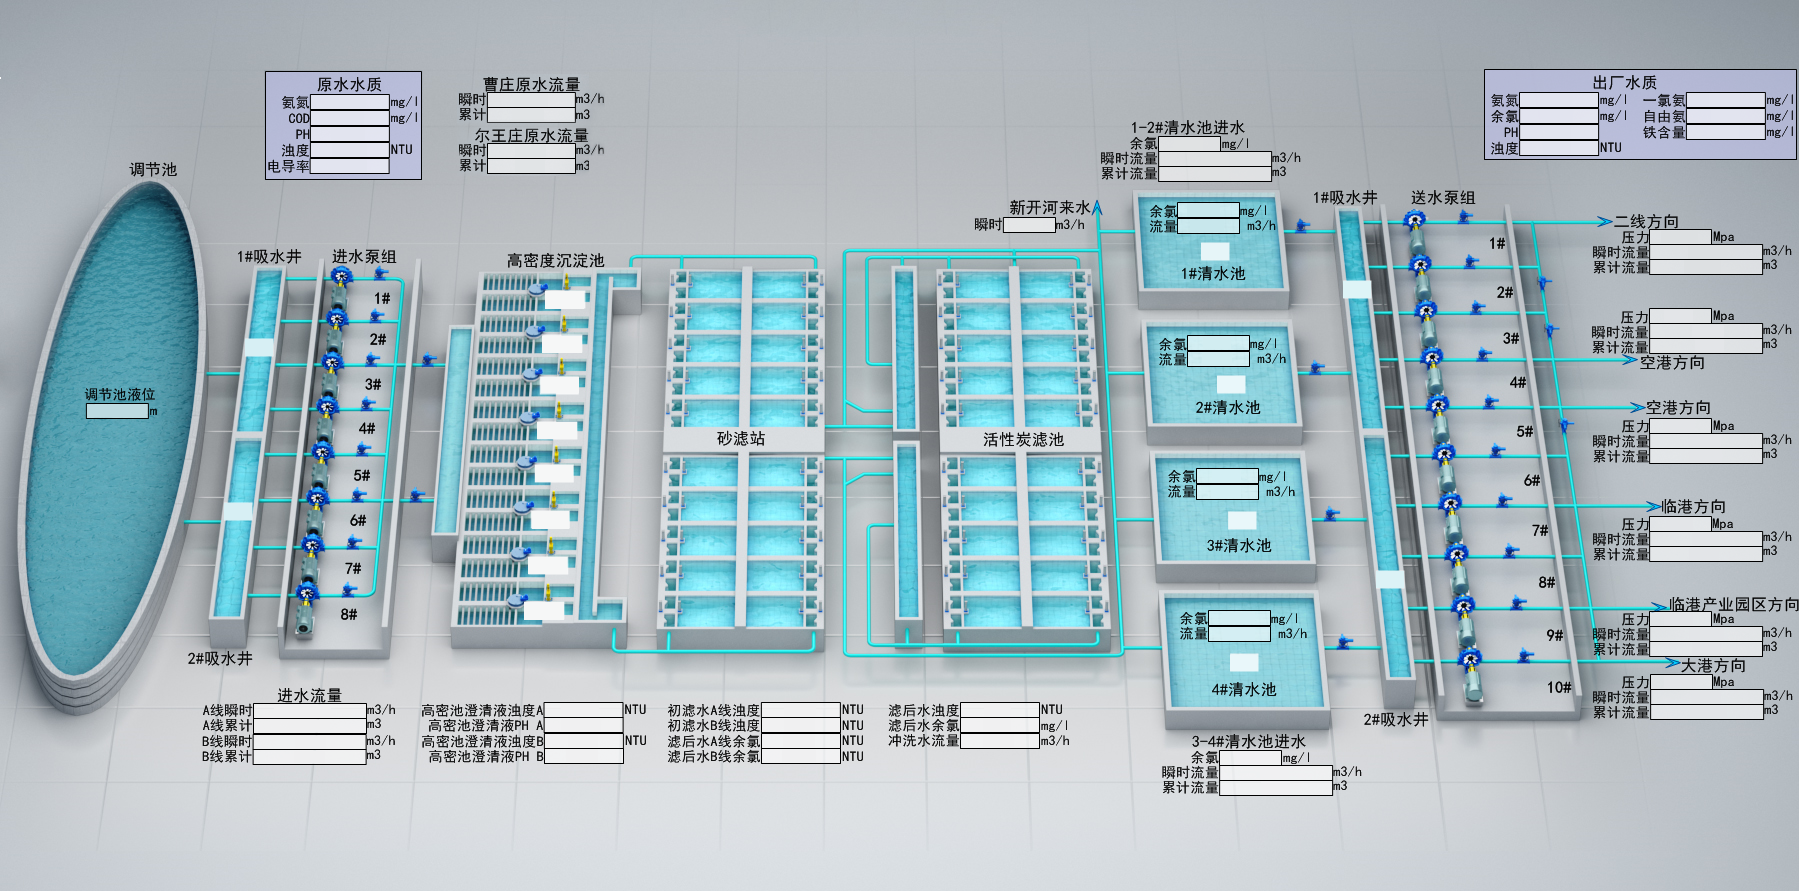 原水水质
氨氮 mg/l
COD mg/l
PH
浊度 NTU
电导率
曹庄原水流量
瞬时 m3/h
累计 m3
尔王庄原水流量
瞬时 m3/h
累计 m3
出厂水质
氨氮 mg/l 一氯氨 mg/l
余氯 mg/l 自由氨 mg/l
PH 铁含量 mg/l
浊度 NTU
调节池
调节池液位
m
1#吸水井
进水泵组
1#
2#
3#
4#
5#
6#
7#
8#
2#吸水井
高密度沉淀池
砂滤站
活性炭滤池
新开河来水
瞬时 m3/h
1-2#清水池进水
余氯 mg/l
瞬时流量 m3/h
累计流量 m3
余氯 mg/l
流量 m3/h
1#清水池
余氯 mg/l
流量 m3/h
2#清水池
余氯 mg/l
流量 m3/h
3#清水池
余氯 mg/l
流量 m3/h
4#清水池
3-4#清水池进水
余氯 mg/l
瞬时流量 m3/h
累计流量 m3
1#吸水井
送水泵组
1#
2#
3#
4#
5#
6#
7#
8#
9#
10#
2#吸水井
二线方向
压力 Mpa
瞬时流量 m3/h
累计流量 m3
压力 Mpa
瞬时流量 m3/h
累计流量 m3
空港方向
空港方向
压力 Mpa
瞬时流量 m3/h
累计流量 m3
临港方向
压力 Mpa
瞬时流量 m3/h
累计流量 m3
临港产业园区方向
压力 Mpa
瞬时流量 m3/h
累计流量 m3
大港方向
压力 Mpa
瞬时流量 m3/h
累计流量 m3
进水流量
A线瞬时 m3/h
A线累计 m3
B线瞬时 m3/h
B线累计 m3
高密池澄清液浊度A NTU
高密池澄清液PH A
高密池澄清液浊度B NTU
高密池澄清液PH B
初滤水A线浊度 NTU
初滤水B线浊度 NTU
滤后水A线余氯 NTU
滤后水B线余氯 NTU
滤后水浊度 NTU
滤后水余氯 mg/l
冲洗水流量 m3/h